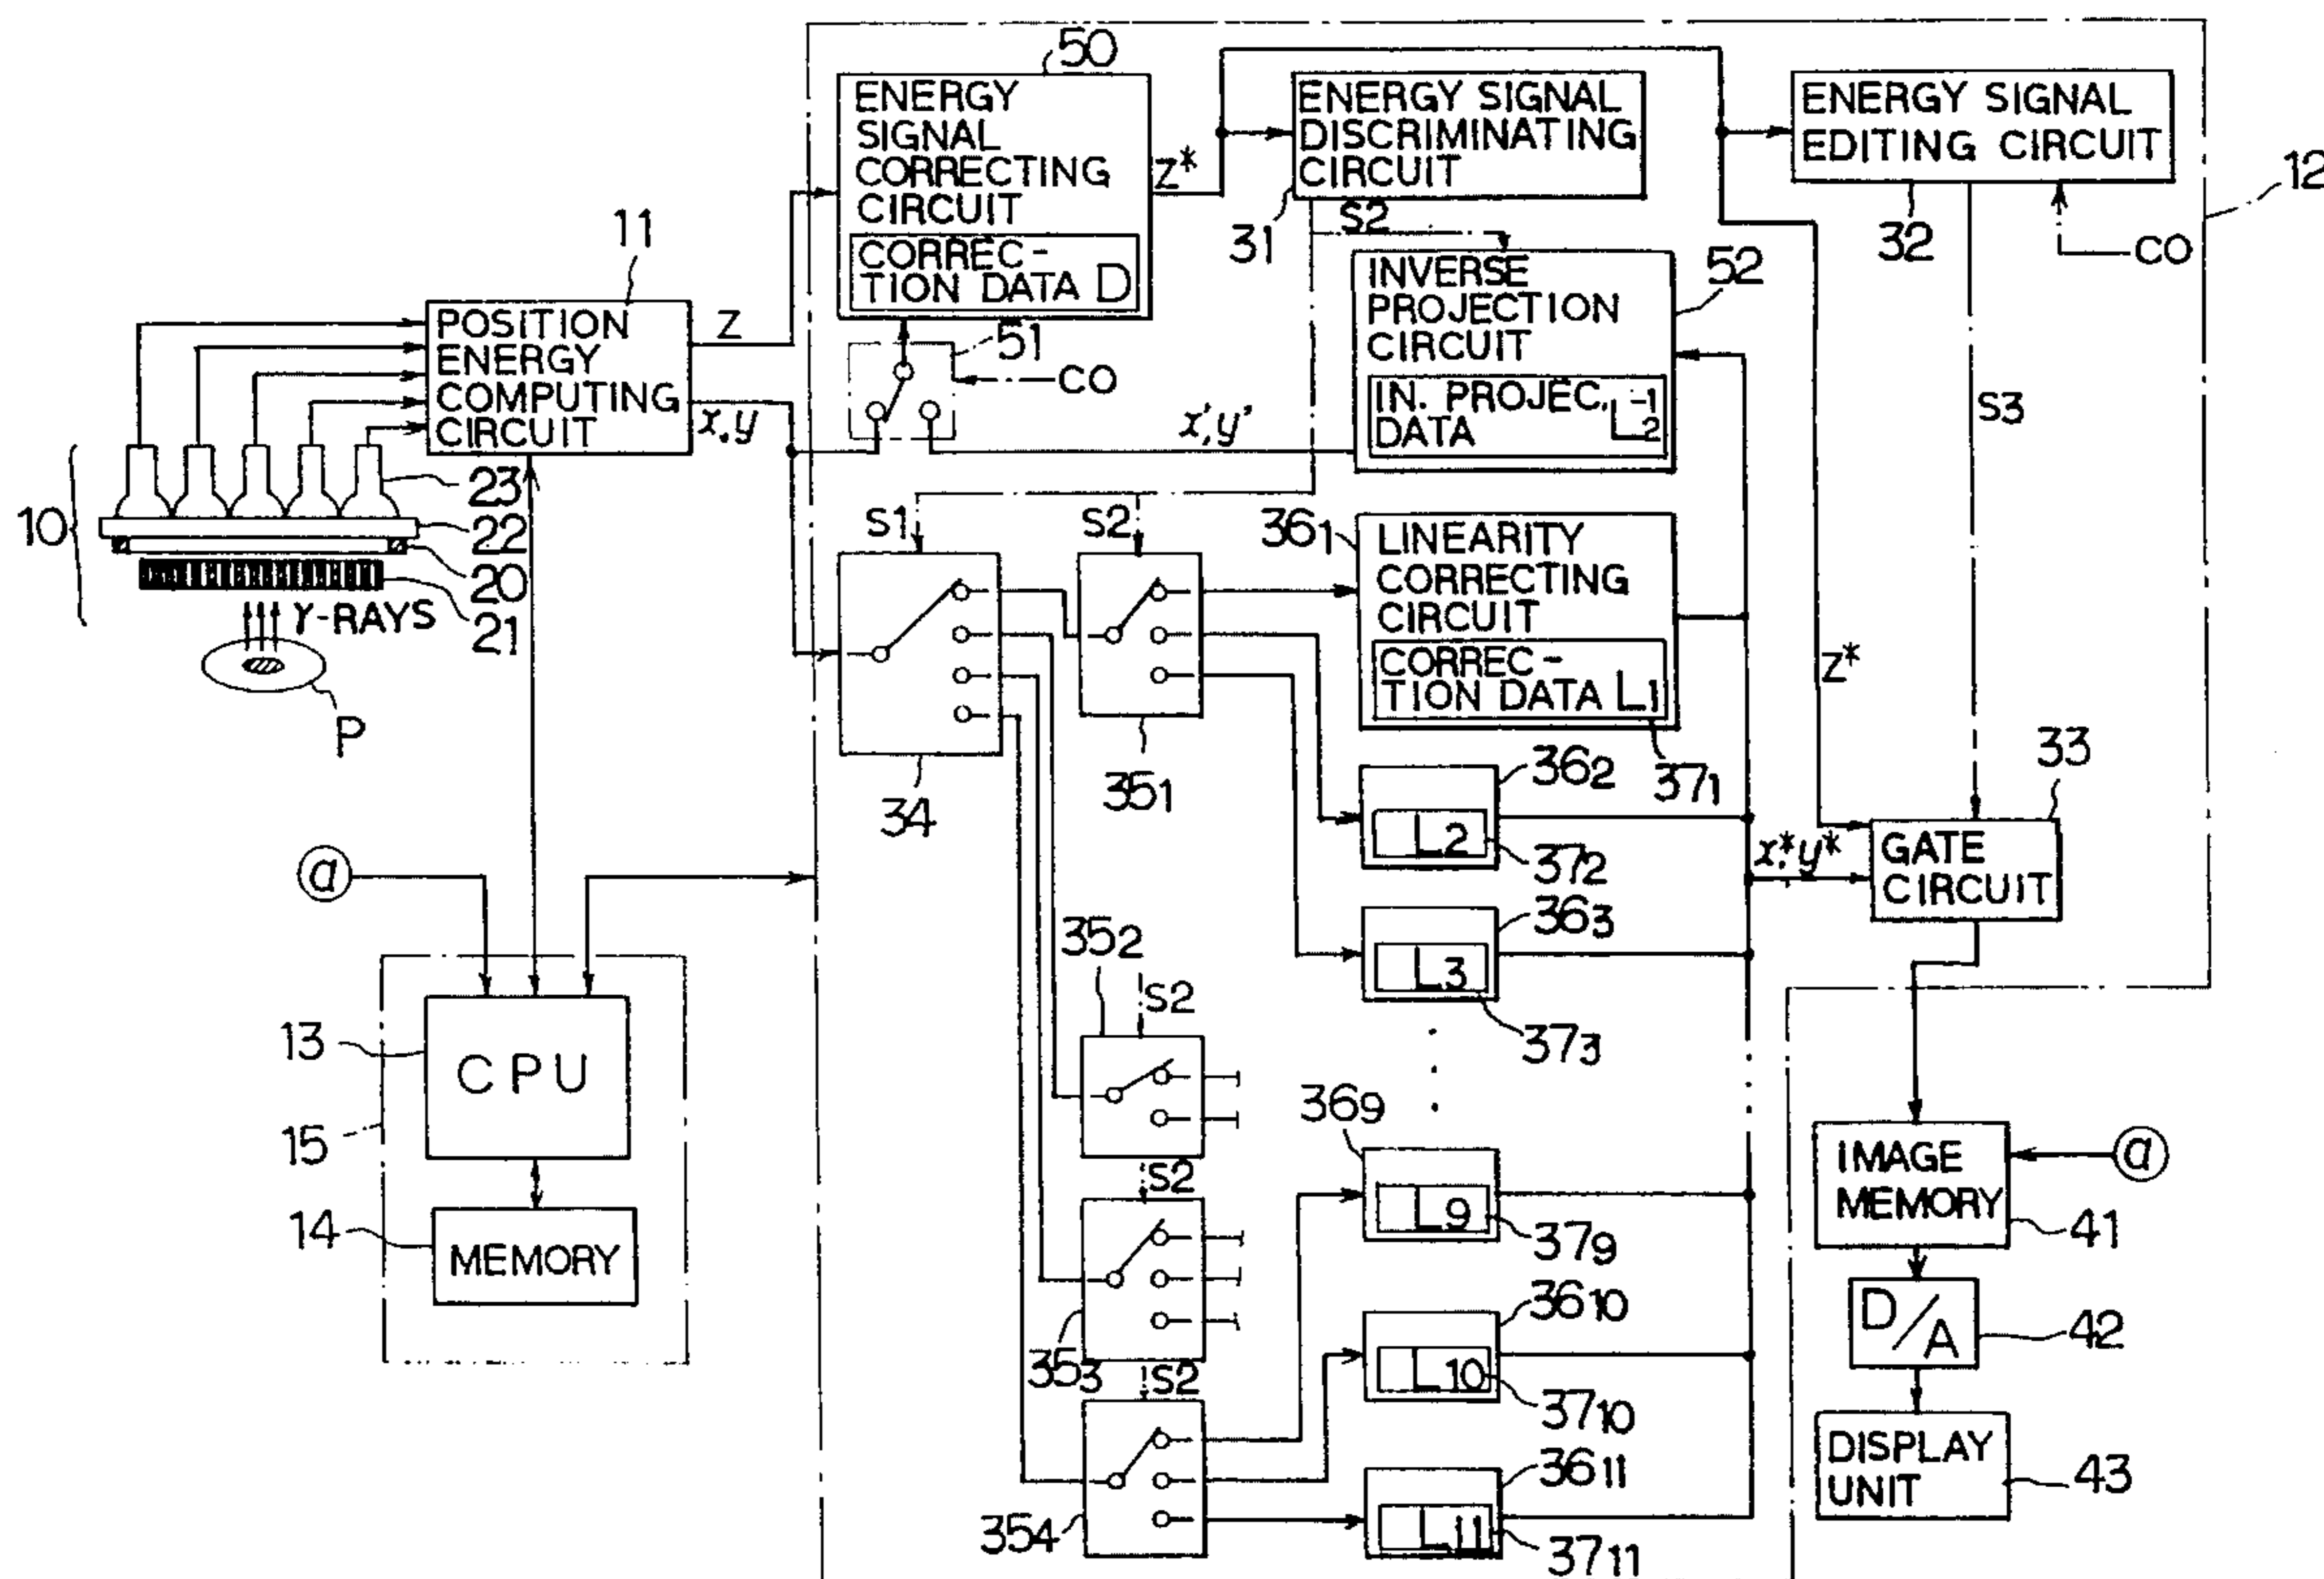 50
ENERGY
SIGNAL
CORRECTING
CIRCUIT
CORREC-
TION DATA D
Z*
ENERGY SIGNAL
DISCRIMINATING
CIRCUIT
31
S2
ENERGY SIGNAL
EDITING CIRCUIT
32
CO
12
11
POSITION
ENERGY
COMPUTING
CIRCUIT
Z
x,y
51
CO
x',y'
INVERSE
PROJECTION
CIRCUIT
52
IN. PROJEC.
DATA
L2-1
S3
10
23
22
20
21
γ-RAYS
P
S1
S2
34
351
361
LINEARITY
CORRECTING
CIRCUIT
CORREC-
TION DATA L1
371
Z*
362
L2
372
363
L3
373
33
x*,y*
GATE
CIRCUIT
a
13
CPU
15
14
MEMORY
352
S2
S2
353
S2
354
369
L9
379
3610
L10
3710
3611
L11
3711
IMAGE
MEMORY
a
41
D/A
42
DISPLAY
UNIT
43